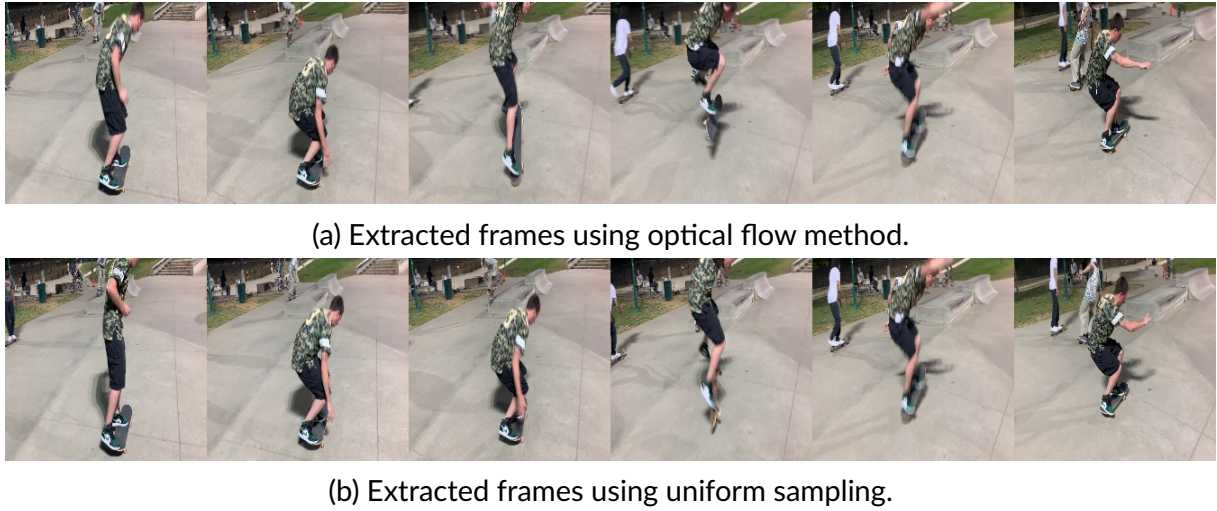 (a) Extracted frames using optical flow method.
(b) Extracted frames using uniform sampling.